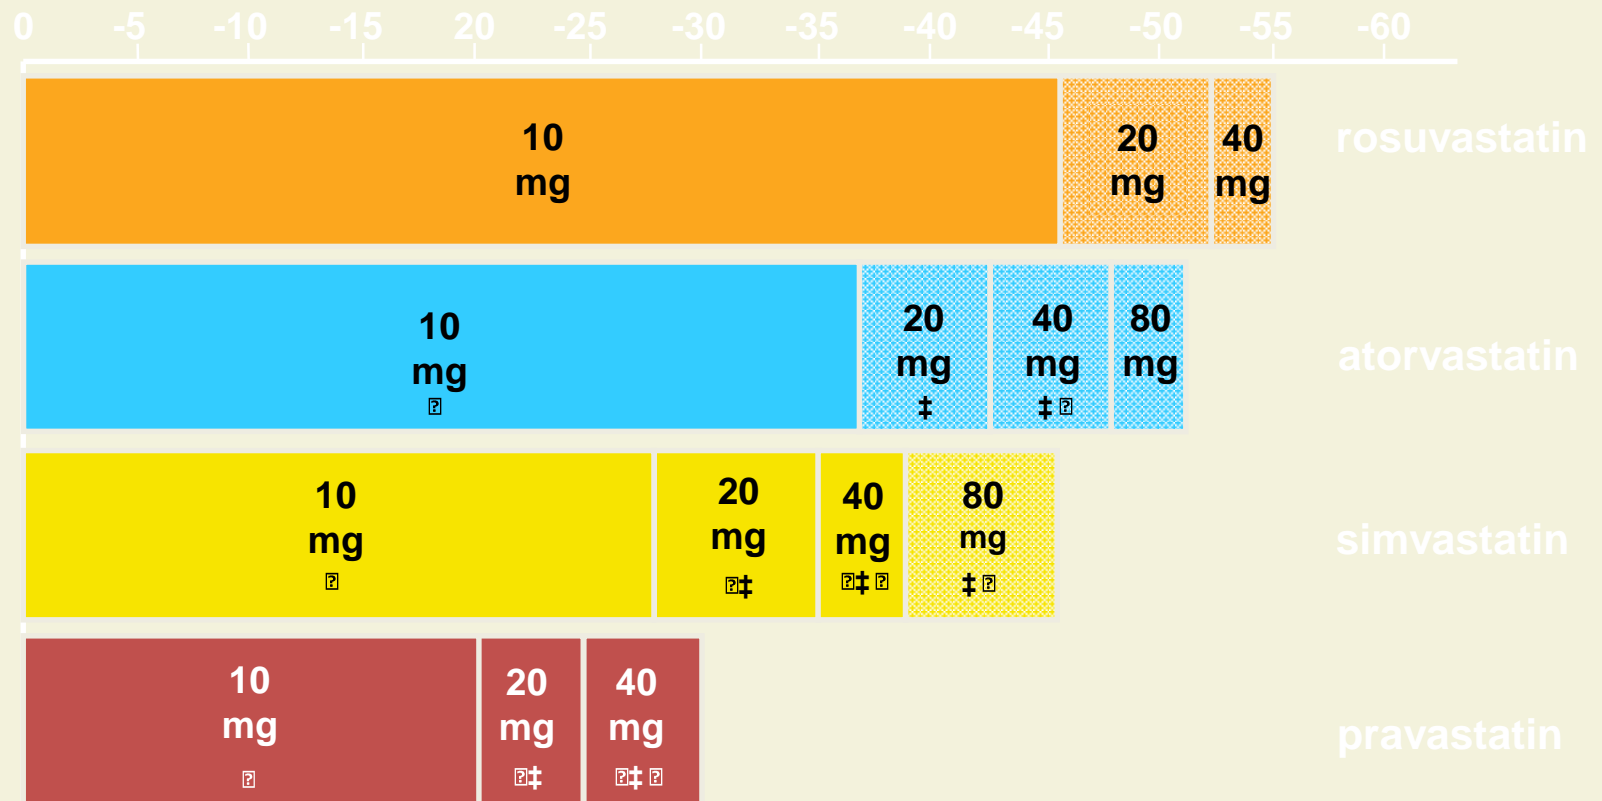 0 -5 -10 -15 20 -25 -30 -35 -40 -45 -50 -55 -60
10 mg
20 mg
40 mg
rosuvastatin
10 mg
⍰
20 mg
‡
40 mg
‡ ⍰
80 mg
atorvastatin
10 mg
⍰
20 mg
⍰‡
40 mg
⍰‡ ⍰
80 mg
‡ ⍰
simvastatin
10 mg
⍰
20 mg
⍰‡
40 mg
⍰‡ ⍰
pravastatin